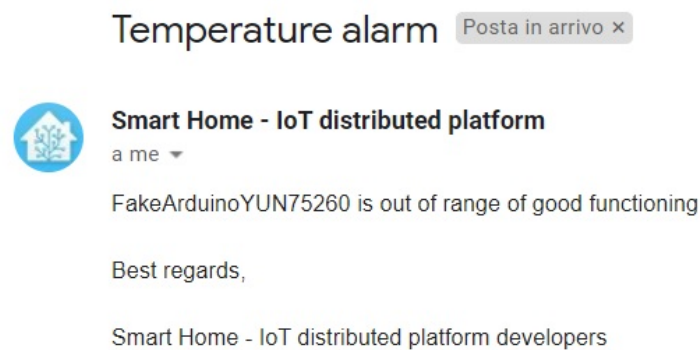 Temperature alarm Posta in arrivo ×
Smart Home - IoT distributed platform
a me
FakeArduinoYUN75260 is out of range of good functioning
Best regards,
Smart Home - IoT distributed platform developers